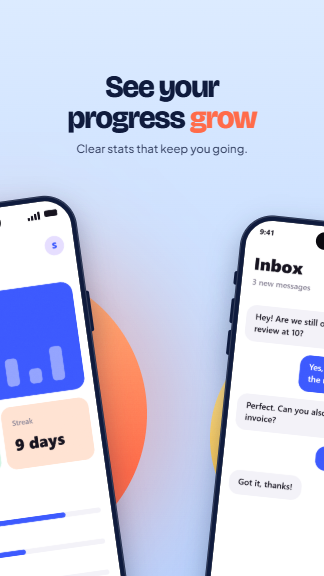 See your
progress grow
Clear stats that keep you going.
S
Streak
9 days
9:41
Inbox
3 new messages
Hey! Are we still
review at 10?
Yes,
the
Perfect. Can you also
invoice?
Got it, thanks!